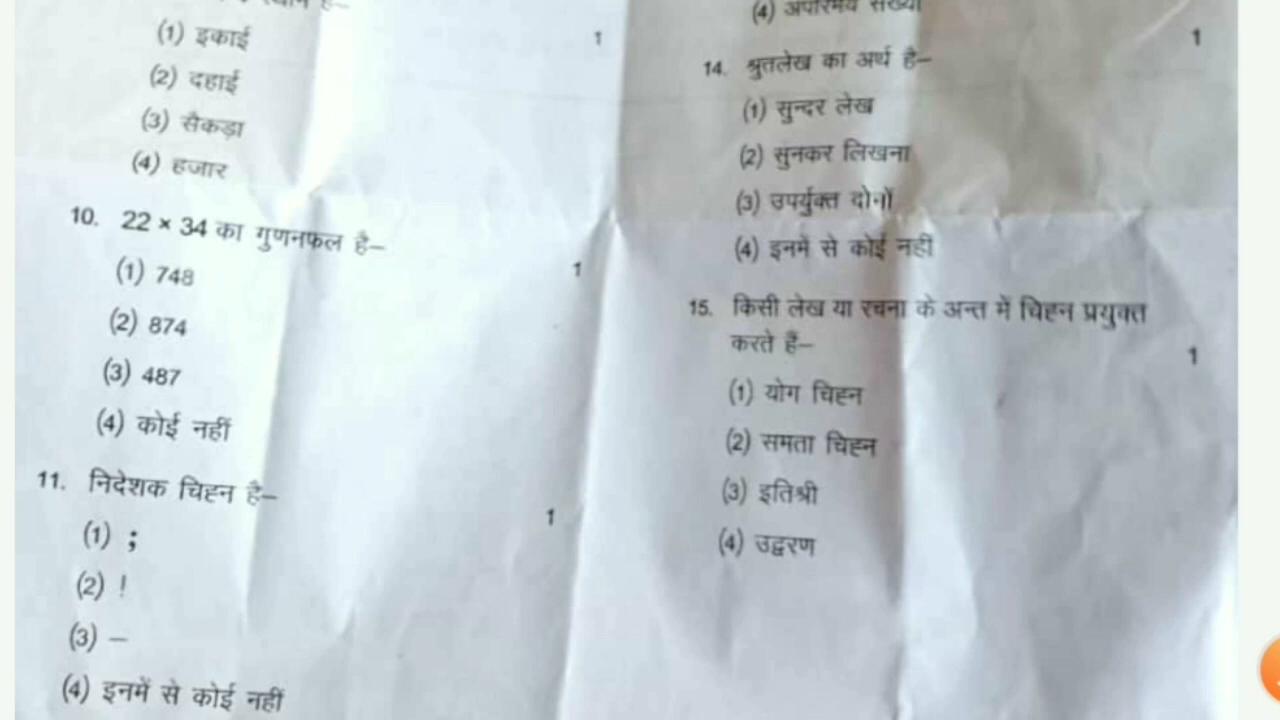 (1) इकाई
(2) दहाई
(3) सैकड़ा
(4) हजार
1
10. 22 × 34 का गुणनफल है–
(1) 748
(2) 874
(3) 487
(4) कोई नहीं
1
11. निदेशक चिह्न है–
(1) ;
(2) !
(3) –
(4) इनमें से कोई नहीं
1
(4) अपरिमेय संख्या
1
14. श्रुतलेख का अर्थ है–
(1) सुन्दर लेख
(2) सुनकर लिखना
(3) उपर्युक्त दोनों
(4) इनमें से कोई नहीं
15. किसी लेख या रचना के अन्त में चिह्न प्रयुक्त
करते हैं–
1
(1) योग चिह्न
(2) समता चिह्न
(3) इतिश्री
(4) उद्वरण